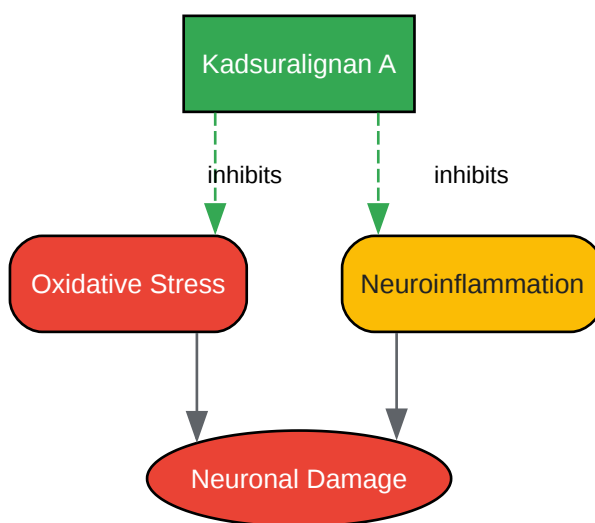 Kadsuralignan A
inhibits
inhibits
Oxidative Stress
Neuroinflammation
Neuronal Damage